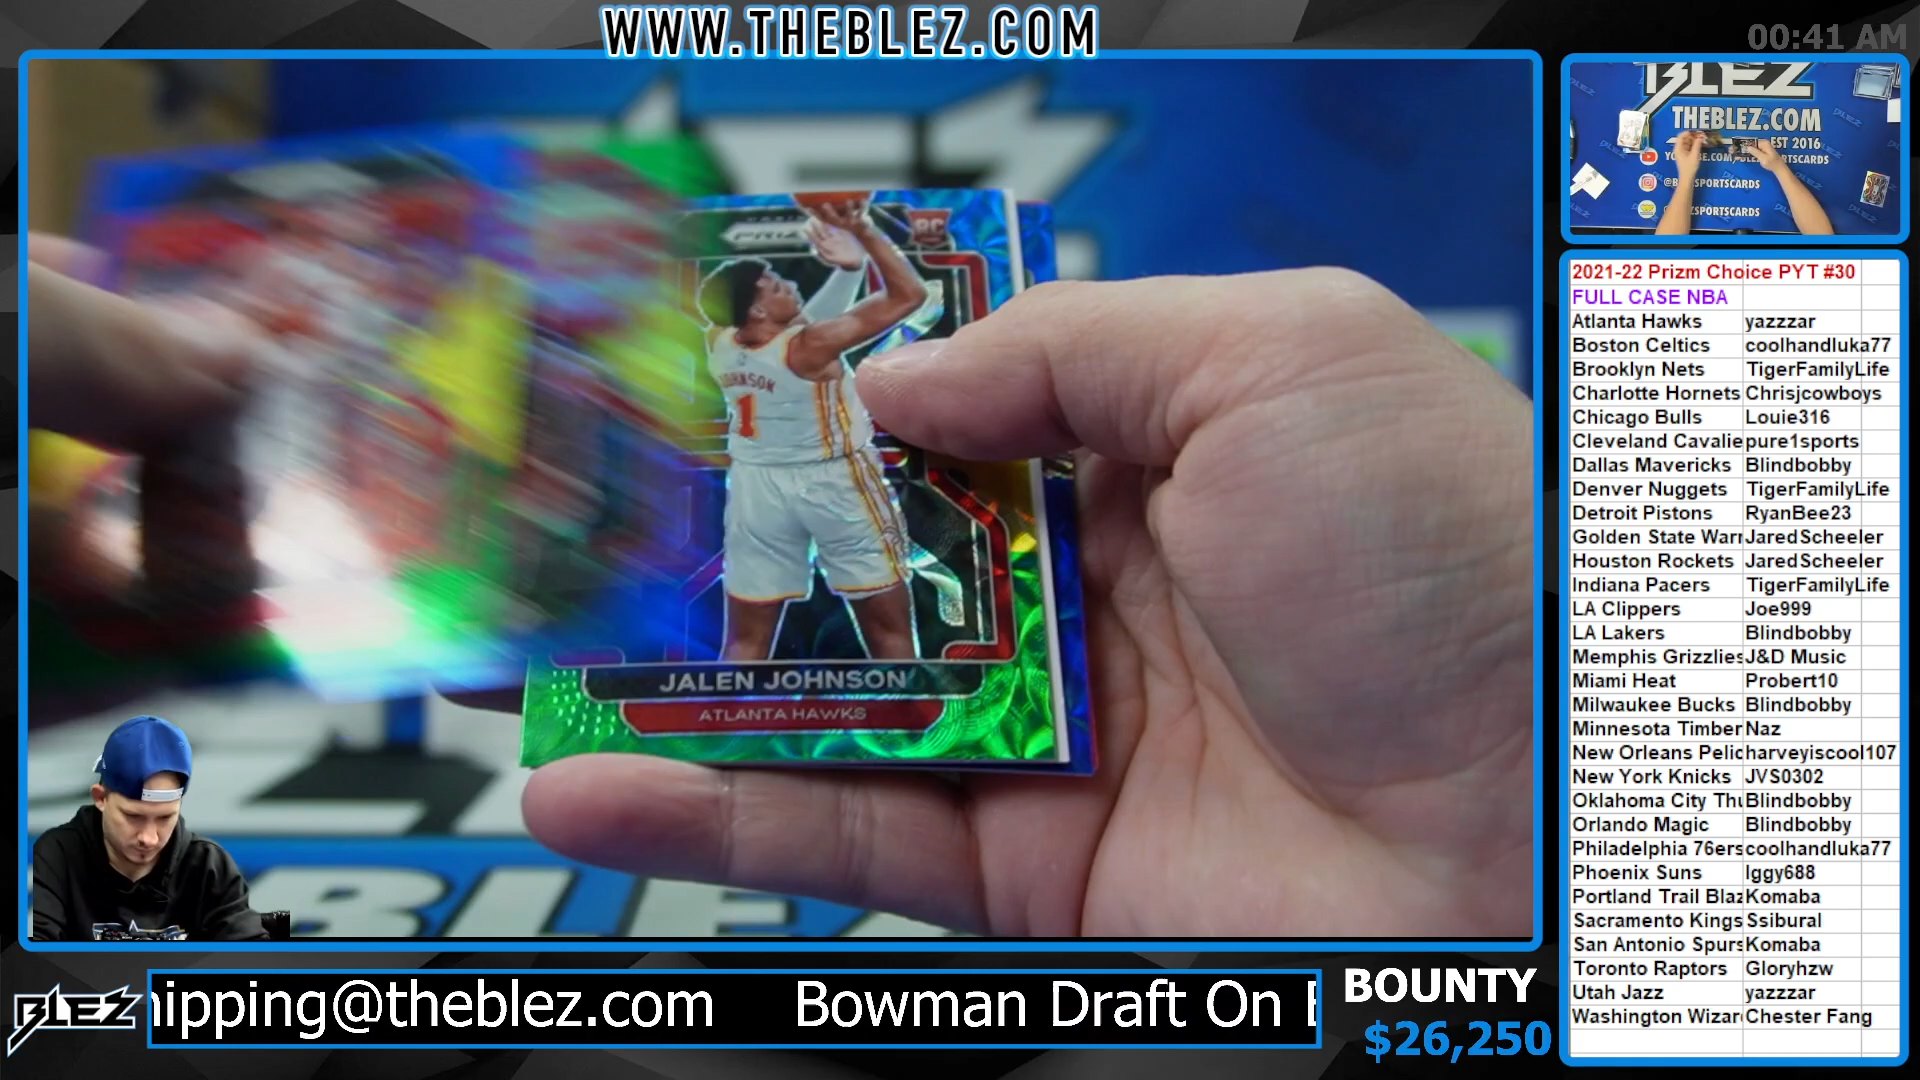 WWW.THEBLEZ.COM
00:41 AM
BLEZ
THEBLEZ.COM
EST 2016
SPORTSCARDS
PRIZM
RC
JOHNSON
1
JALEN JOHNSON
ATLANTA HAWKS
2021-22 Prizm Choice PYT #30
FULL CASE NBA
Atlanta Hawks yazzzar
Boston Celtics coolhandluka77
Brooklyn Nets TigerFamilyLife
Charlotte Hornets Chrisjcowboys
Chicago Bulls Louie316
Cleveland Cavalie pure1sports
Dallas Mavericks Blindbobby
Denver Nuggets TigerFamilyLife
Detroit Pistons RyanBee23
Golden State Warr JaredScheeler
Houston Rockets JaredScheeler
Indiana Pacers TigerFamilyLife
LA Clippers Joe999
LA Lakers Blindbobby
Memphis Grizzlies J&D Music
Miami Heat Probert10
Milwaukee Bucks Blindbobby
Minnesota Timber Naz
New Orleans Pelic harveyiscool107
New York Knicks JVS0302
Oklahoma City Thu Blindbobby
Orlando Magic Blindbobby
Philadelphia 76ers coolhandluka77
Phoenix Suns Iggy688
Portland Trail Blaz Komaba
Sacramento Kings Ssibural
San Antonio Spurs Komaba
Toronto Raptors Gloryhzw
Utah Jazz yazzzar
Washington Wizar Chester Fang
BLEZ
hipping@theblez.com Bowman Draft On
BOUNTY
$26,250